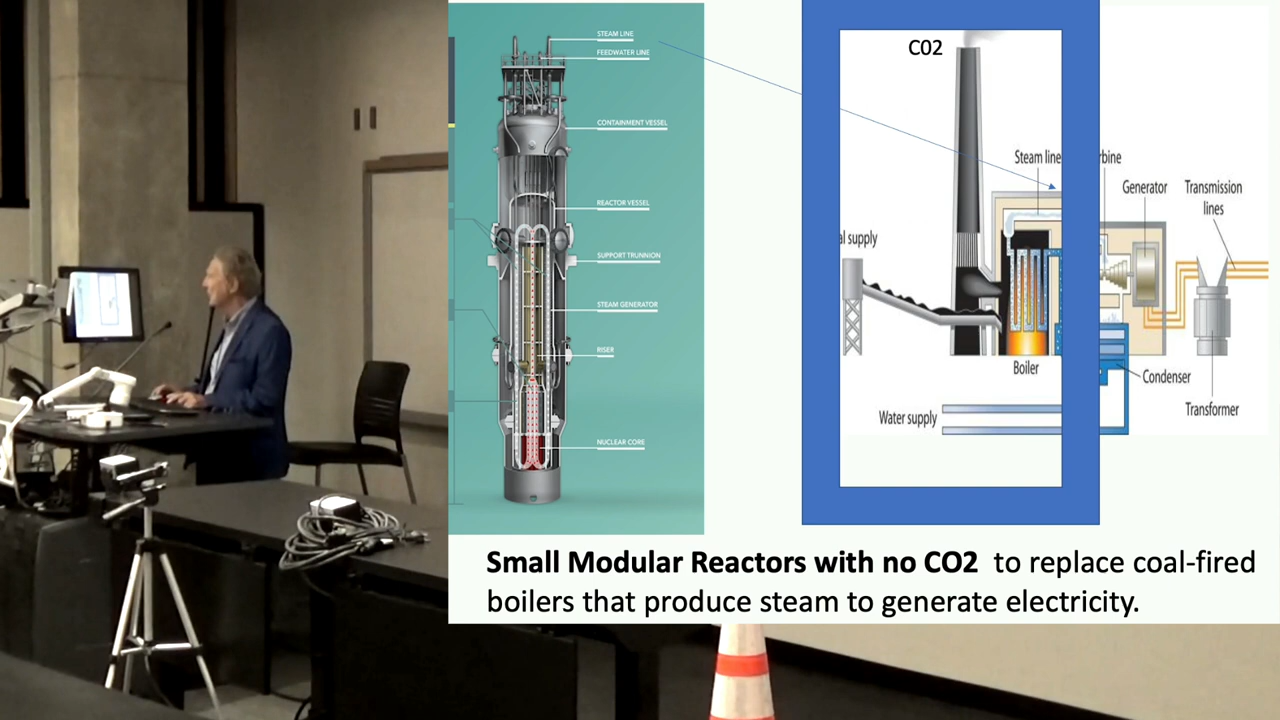 STEAM LINE
FEEDWATER LINE
CONTAINMENT VESSEL
REACTOR VESSEL
SUPPORT TRUNNION
STEAM GENERATOR
RISER
NUCLEAR CORE
CO2
Steam line
rbine
Generator
Transmission
lines
al supply
Boiler
Condenser
Water supply
Transformer
Small Modular Reactors with no CO2 to replace coal-fired
boilers that produce steam to generate electricity.